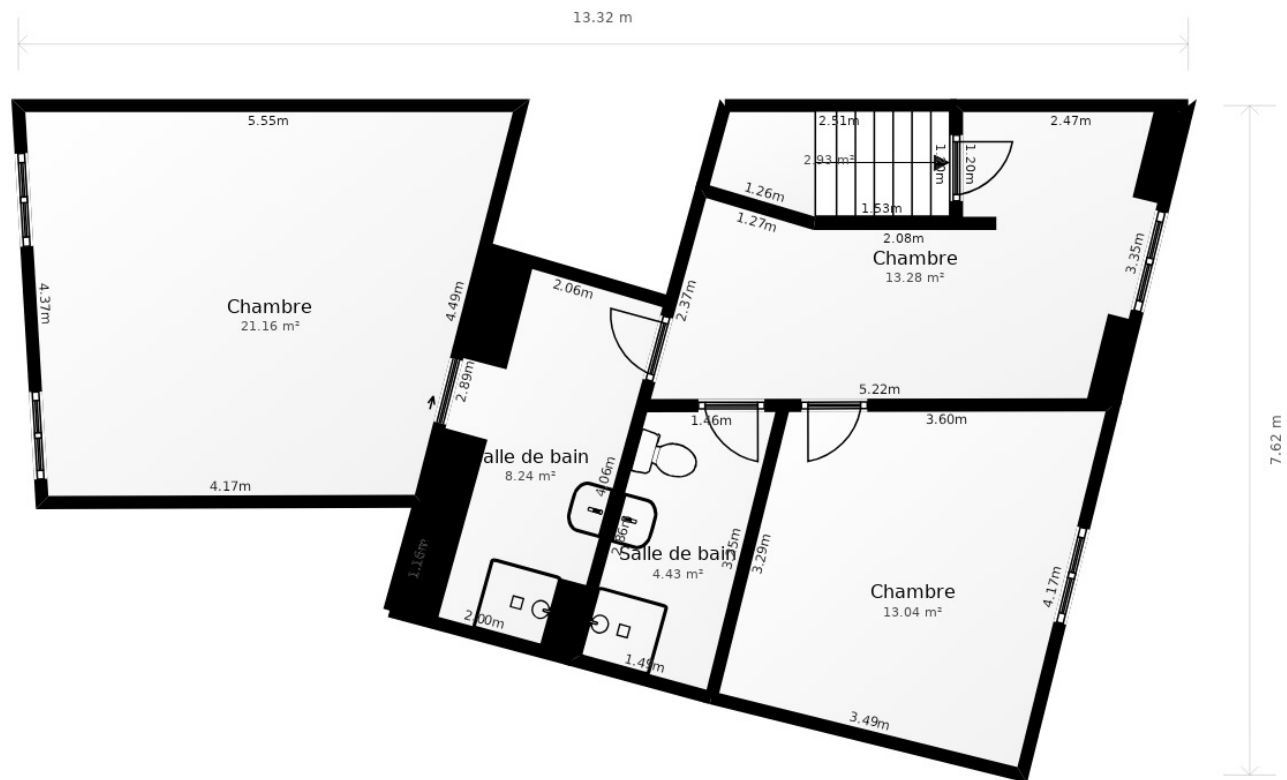 13.32 m
5.55m
2.51m
2.47m
2.93 m²
1.20m
1.26m
1.53m
1.27m
2.08m
Chambre
13.28 m²
3.35m
2.06m
2.37m
4.49m
4.37m
Chambre
21.16 m²
2.89m
5.22m
1.46m
3.60m
7.62 m
alle de bain
8.24 m²
4.06m
4.17m
3.29m
Salle de bain
4.43 m²
1.16m
Chambre
13.04 m²
4.17m
2.00m
1.49m
3.49m